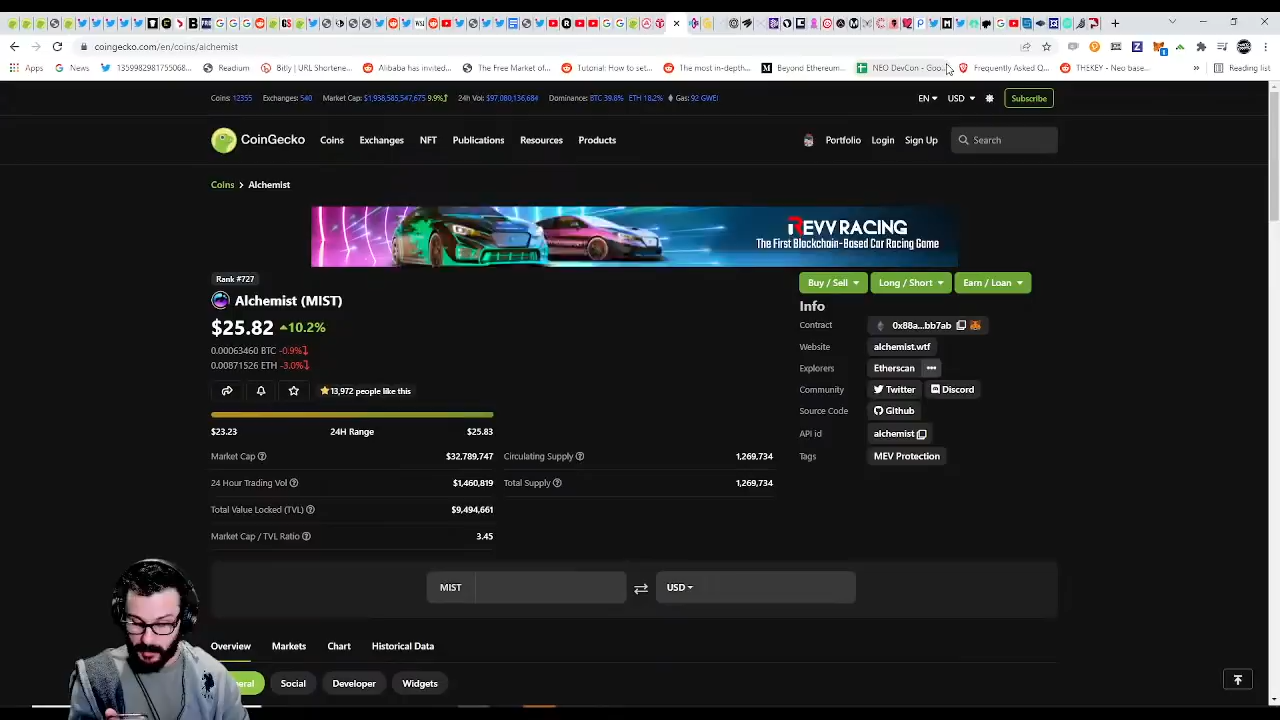 coingecko.com/en/coins/alchemist
Apps
News
1359982981755068...
Readium
Bitly | URL Shortene...
Alibaba has invested...
The Free Market of...
Tutorial: How to set...
The most in-depth...
Beyond Ethereum...
NEO DevCon - Goo...
Frequently Asked Q...
THEKEY - Neo base...
»
Reading list
Coins: 12355 Exchanges: 540 Market Cap: $1,938,585,547,675 9.9% 24h Vol: $97,080,136,684 Dominance: BTC 39.8% ETH 18.2% Gas: 92 GWEI
EN USD Subscribe
CoinGecko Coins Exchanges NFT Publications Resources Products Portfolio Login Sign Up Search
Coins > Alchemist
REVV RACING
The First Blockchain-Based Car Racing Game
Rank #727
Alchemist (MIST)
$25.82 10.2%
0.00063460 BTC -0.9%
0.00871526 ETH -3.0%
13,972 people like this
$23.23 24H Range $25.83
Market Cap $32,789,747
24 Hour Trading Vol $1,460,819
Total Value Locked (TVL) $9,494,661
Market Cap / TVL Ratio 3.45
Circulating Supply 1,269,734
Total Supply 1,269,734
Buy / Sell Long / Short Earn / Loan
Info
Contract 0x88a...bb7ab
Website alchemist.wtf
Explorers Etherscan
Community Twitter Discord
Source Code Github
API id alchemist
Tags MEV Protection
MIST USD
Overview Markets Chart Historical Data
Social Developer Widgets